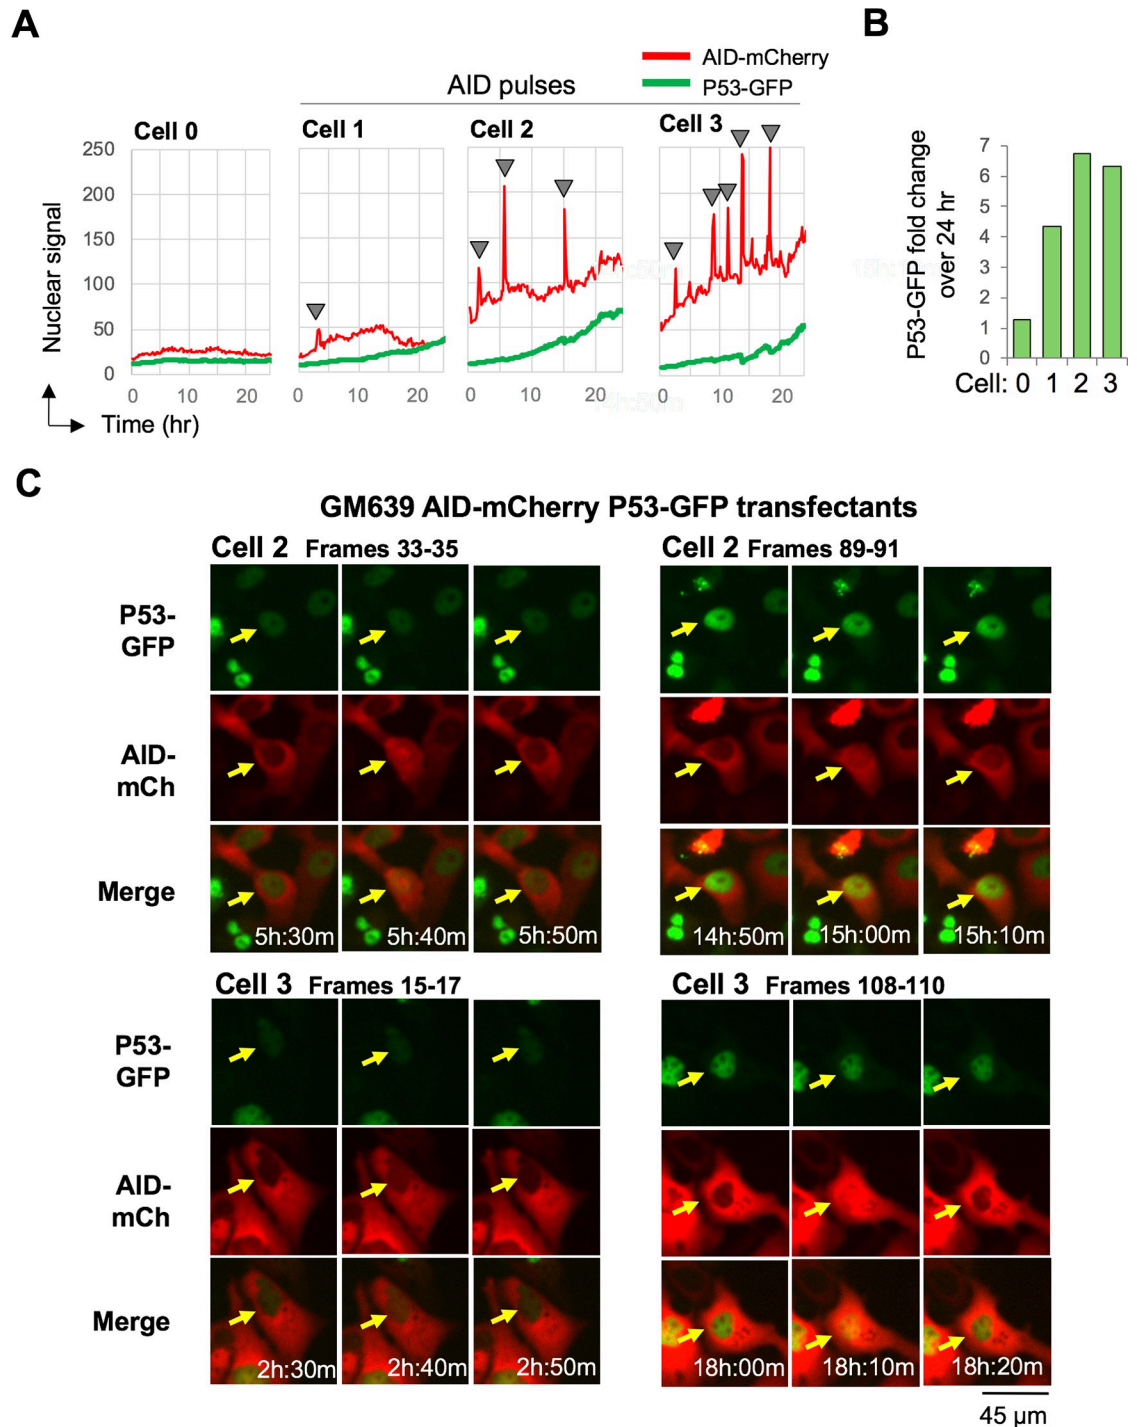 A
B
AID-mCherry
P53-GFP
AID pulses
Cell 0
Cell 1
Cell 2
Cell 3
Nuclear signal
250
200
150
100
50
0
0 10 20
0 10 20
0 10 20
0 10 20
Time (hr)
P53-GFP fold change
over 24 hr
7
6
5
4
3
2
1
0
Cell: 0 1 2 3
14h:50m
C
GM639 AID-mCherry P53-GFP transfectants
Cell 2 Frames 33-35
Cell 2 Frames 89-91
P53-
GFP
AID-
mCh
Merge
5h:30m
5h:40m
5h:50m
14h:50m
15h:00m
15h:10m
Cell 3 Frames 15-17
Cell 3 Frames 108-110
P53-
GFP
AID-
mCh
Merge
2h:30m
2h:40m
2h:50m
18h:00m
18h:10m
18h:20m
45 µm